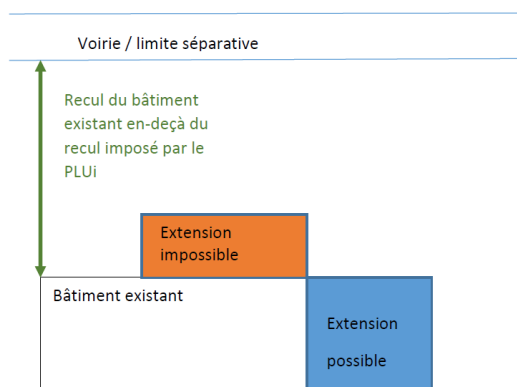 Voirie / limite séparative
Recul du bâtiment
existant en-deçà du
recul imposé par le
PLUi
Extension
impossible
Bâtiment existant
Extension
possible